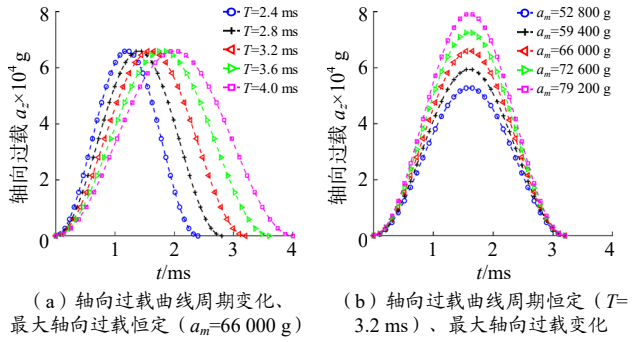 8
6
4
2
0
轴向过载 a_z×10⁴ g
T=2.4 ms
T=2.8 ms
T=3.2 ms
T=3.6 ms
T=4.0 ms
1 2 3 4
t/ms
(a)轴向过载曲线周期变化、
最大轴向过载恒定(a_m=66 000 g)
8
6
4
2
0
轴向过载 a_z×10⁴ g
a_m=52 800 g
a_m=59 400 g
a_m=66 000 g
a_m=72 600 g
a_m=79 200 g
1 2 3 4
t/ms
(b)轴向过载曲线周期恒定(T=
3.2 ms)、最大轴向过载变化